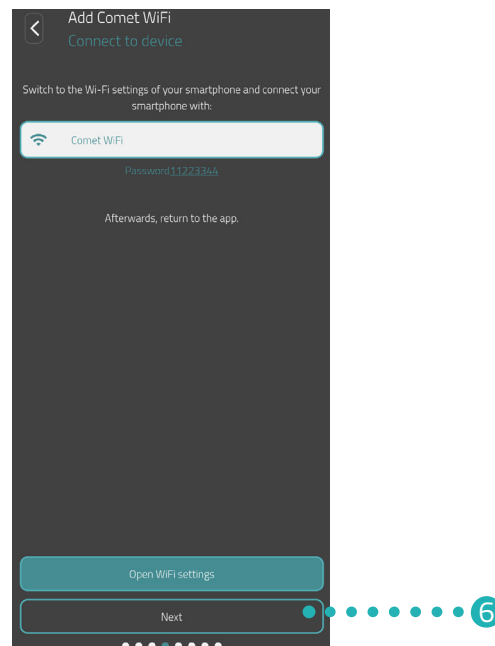 Add Comet WiFi
Connect to device
Switch to the Wi-Fi settings of your smartphone and connect your
smartphone with:
Comet WiFi
Password11223344
Afterwards, return to the app.
Open WiFi settings
Next
6